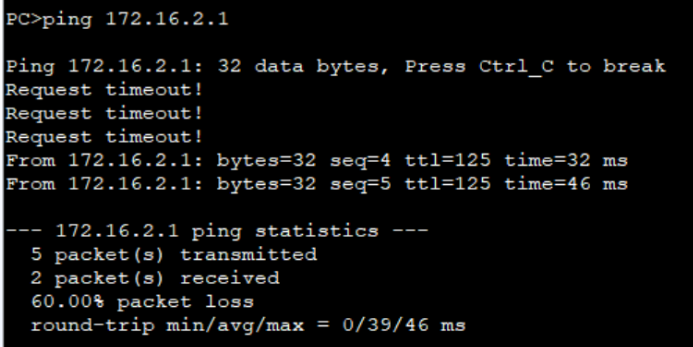 PC>ping 172.16.2.1
Ping 172.16.2.1: 32 data bytes, Press Ctrl_C to break
Request timeout!
Request timeout!
Request timeout!
From 172.16.2.1: bytes=32 seq=4 ttl=125 time=32 ms
From 172.16.2.1: bytes=32 seq=5 ttl=125 time=46 ms
--- 172.16.2.1 ping statistics ---
5 packet(s) transmitted
2 packet(s) received
60.00% packet loss
round-trip min/avg/max = 0/39/46 ms